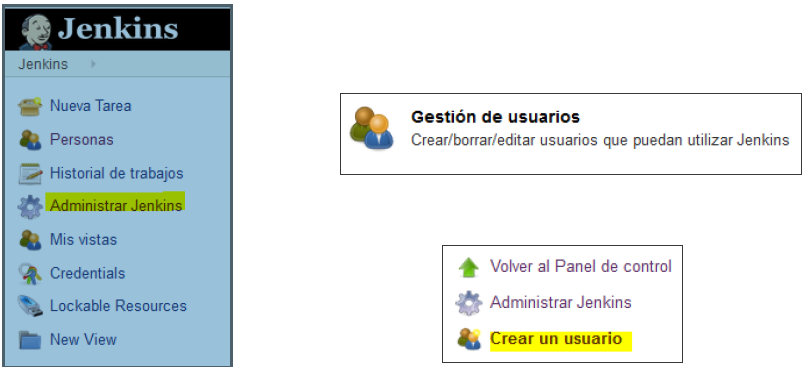 Jenkins
Jenkins
Nueva Tarea
Personas
Historial de trabajos
Administrar Jenkins
Mis vistas
Credentials
Lockable Resources
New View
Gestión de usuarios
Crear/borrar/editar usuarios que puedan utilizar Jenkins
Volver al Panel de control
Administrar Jenkins
Crear un usuario